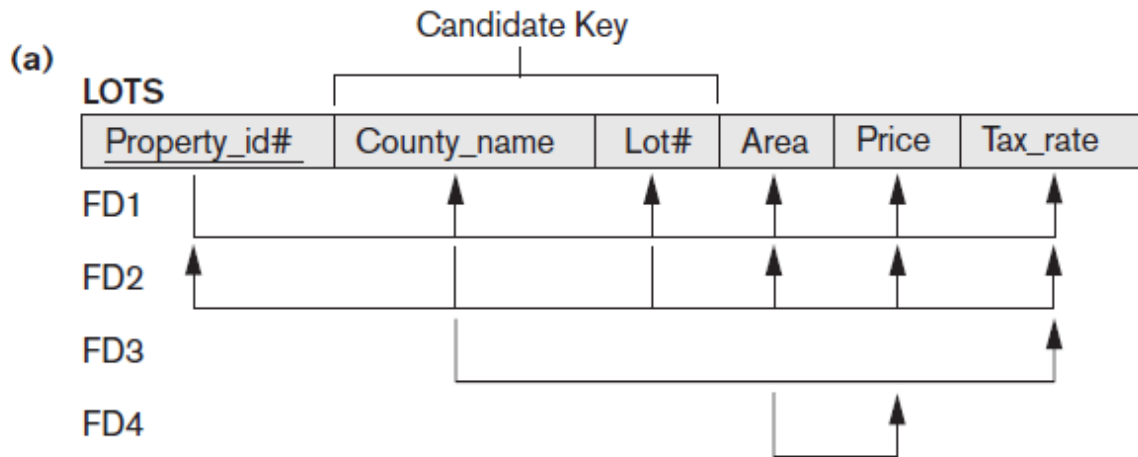 Candidate Key
(a)
LOTS
Property_id# County_name Lot# Area Price Tax_rate
FD1
FD2
FD3
FD4